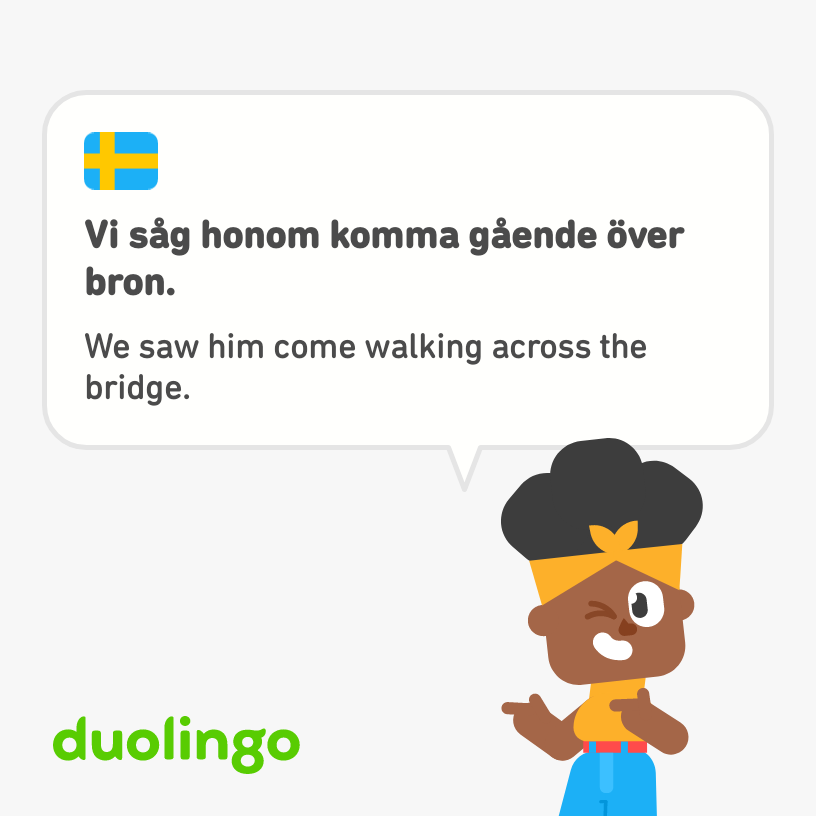 Vi såg honom komma gående över
bron.
We saw him come walking across the
bridge.
duolingo